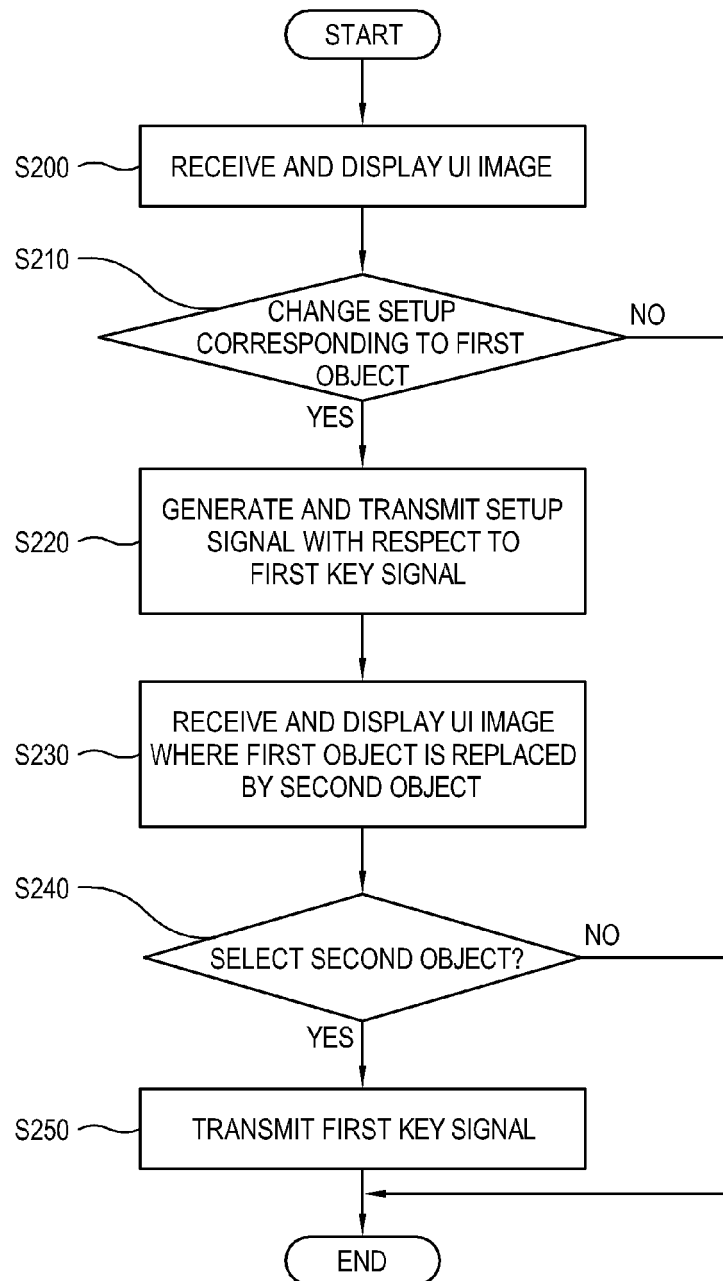 START
S200
RECEIVE AND DISPLAY UI IMAGE
S210
CHANGE SETUP
CORRESPONDING TO FIRST
OBJECT
NO
YES
S220
GENERATE AND TRANSMIT SETUP
SIGNAL WITH RESPECT TO
FIRST KEY SIGNAL
S230
RECEIVE AND DISPLAY UI IMAGE
WHERE FIRST OBJECT IS REPLACED
BY SECOND OBJECT
S240
SELECT SECOND OBJECT?
NO
YES
S250
TRANSMIT FIRST KEY SIGNAL
END